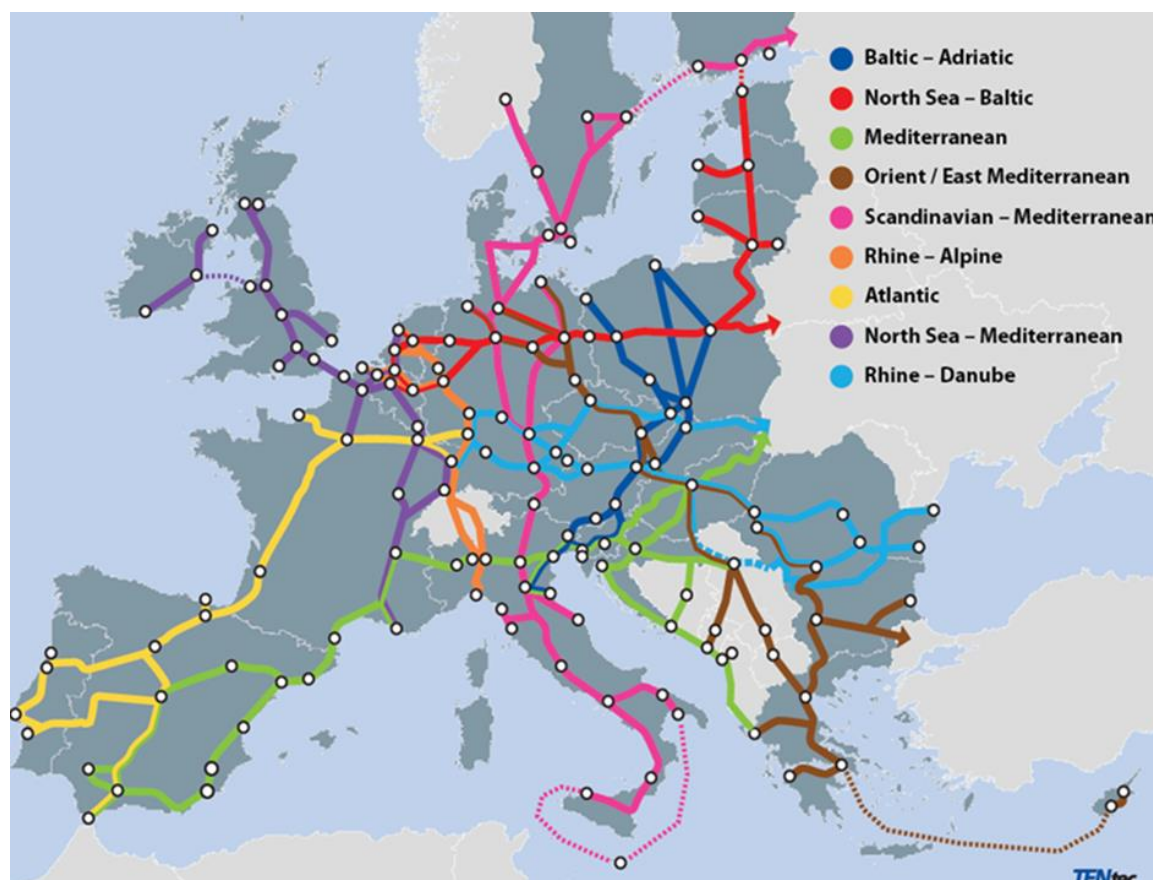 Baltic – Adriatic
North Sea – Baltic
Mediterranean
Orient / East Mediterranean
Scandinavian – Mediterranean
Rhine – Alpine
Atlantic
North Sea – Mediterranean
Rhine – Danube
TENtec